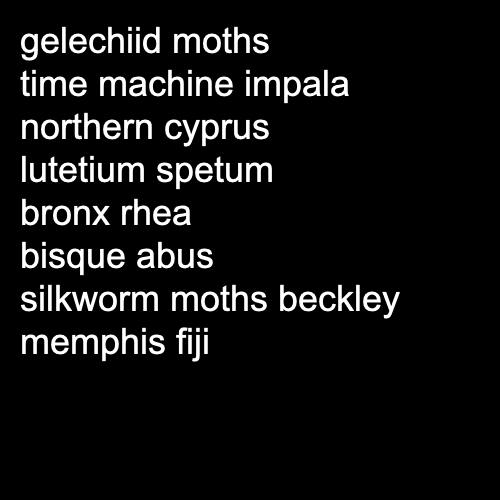 gelechiid moths
time machine impala
northern cyprus
lutetium spetum
bronx rhea
bisque abus
silkworm moths beckley
memphis fiji